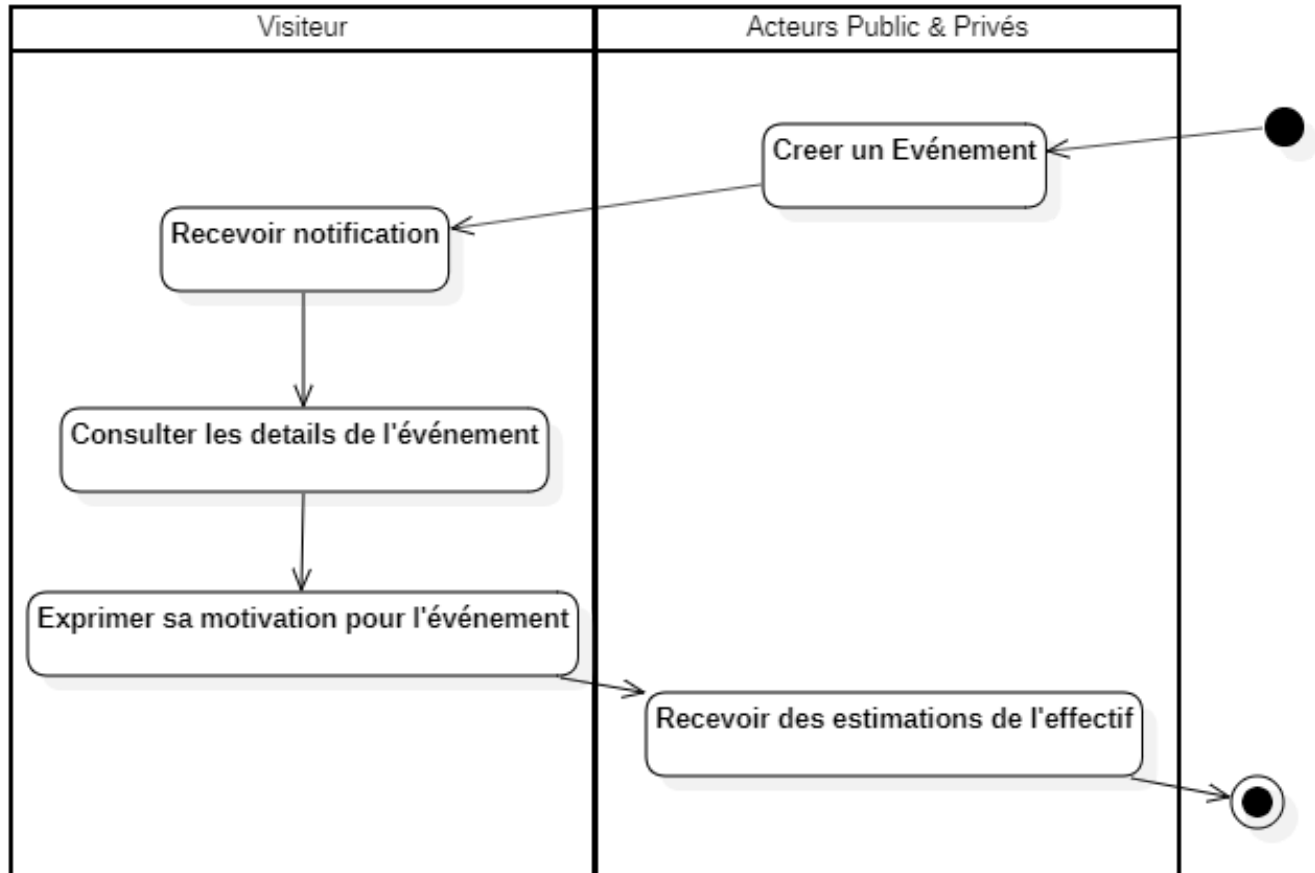 Visiteur
Acteurs Public & Privés
Creer un Evénement
Recevoir notification
Consulter les details de l'événement
Exprimer sa motivation pour l'événement
Recevoir des estimations de l'effectif